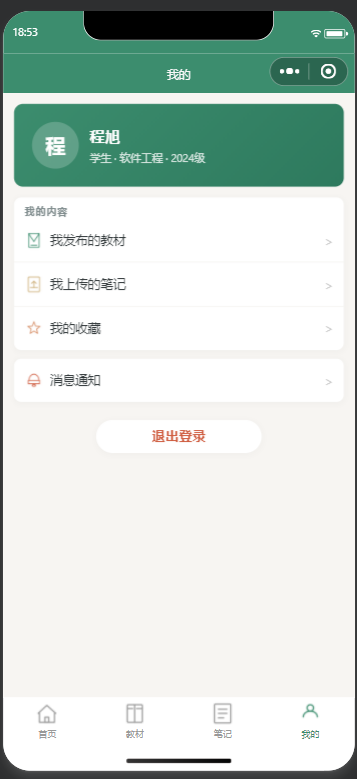 18:53
我的
程
程旭
学生 · 软件工程 · 2024级
我的内容
我发布的教材 >
我上传的笔记 >
我的收藏 >
消息通知 >
退出登录
首页 教材 笔记 我的